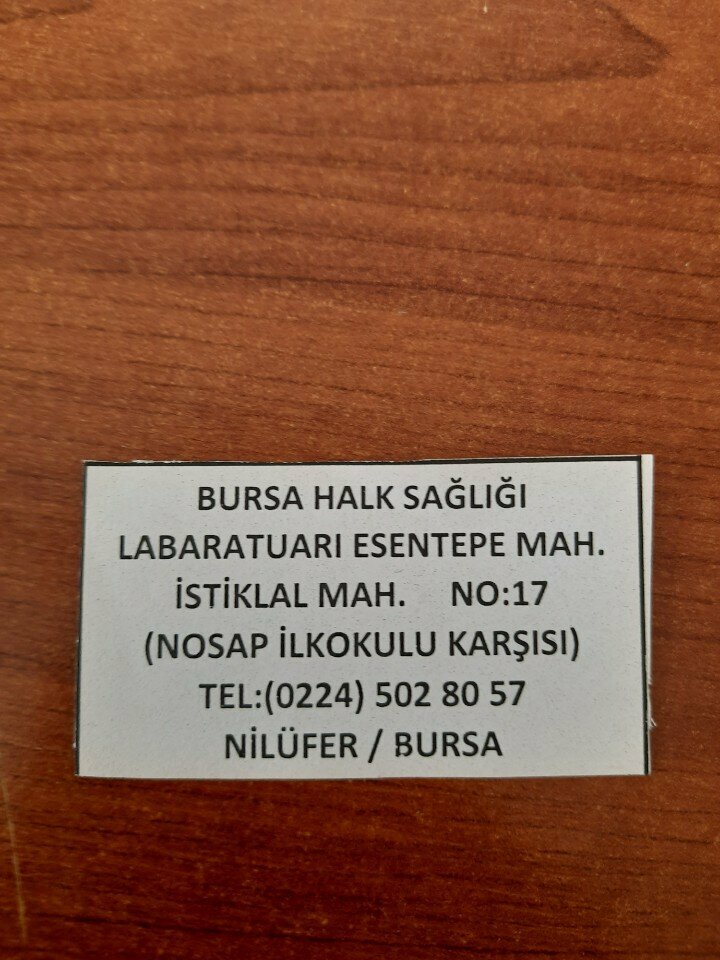 BURSA HALK SAĞLIĞI
LABARATUARI ESENTEPE MAH.
İSTİKLAL MAH. NO:17
(NOSAP İLKOKULU KARŞISI)
TEL:(0224) 502 80 57
NİLÜFER / BURSA